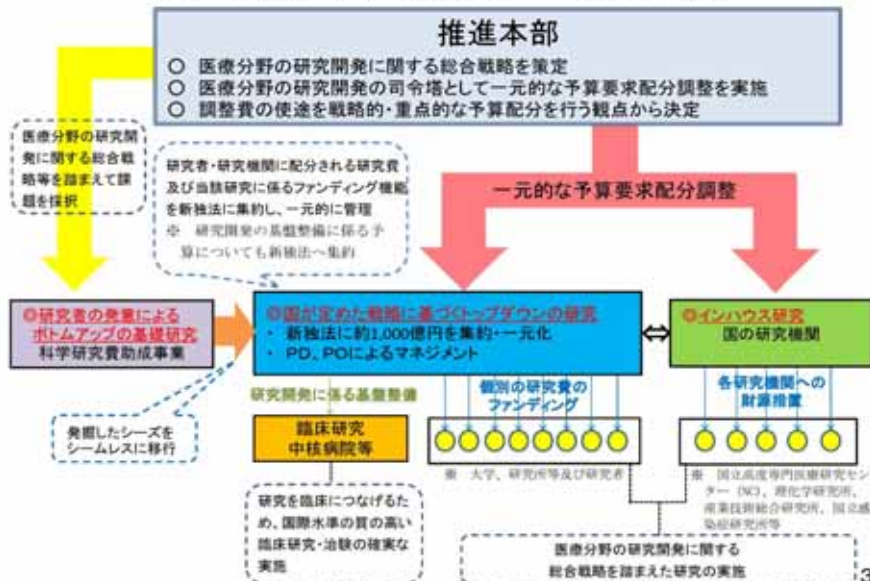 推進本部
○ 医療分野の研究開発に関する総合戦略を策定
○ 医療分野の研究開発の司令塔として一元的な予算要求配分調整を実施
○ 調整費の使途を戦略的・重点的な予算配分を行う観点から決定
医療分野の研究開
発に関する総合戦
略等を踏まえて課
題を採択
研究者・研究機関に配分される研究費
及び当該研究に係るファンディング機能
を新独法に集約し、一元的に管理
※ 研究開発の基盤整備に係る予
算についても新独法へ集約
一元的な予算要求配分調整
◎研究者の発意による
ボトムアップの基礎研究
科学研究費助成事業
◎国が定めた戦略に基づくトップダウンの研究
・ 新独法に約1,000億円を集約・一元化
・ PD、POによるマネジメント
◎インハウス研究
国の研究機関
発掘したシーズを
シームレスに移行
研究開発に係る基盤整備
臨床研究
中核病院等
個別の研究費の
ファンディング
各研究機関への
財源措置
※ 大学、研究所等及び研究者
※ 国立高度専門医療研究セン
ター (NC)、理化学研究所、
産業技術総合研究所、国立感
染症研究所等
研究を臨床につなげるた
め、国際水準の質の高い
臨床研究・治験の確実な
実施
医療分野の研究開発に関する
総合戦略を踏まえた研究の実施
3